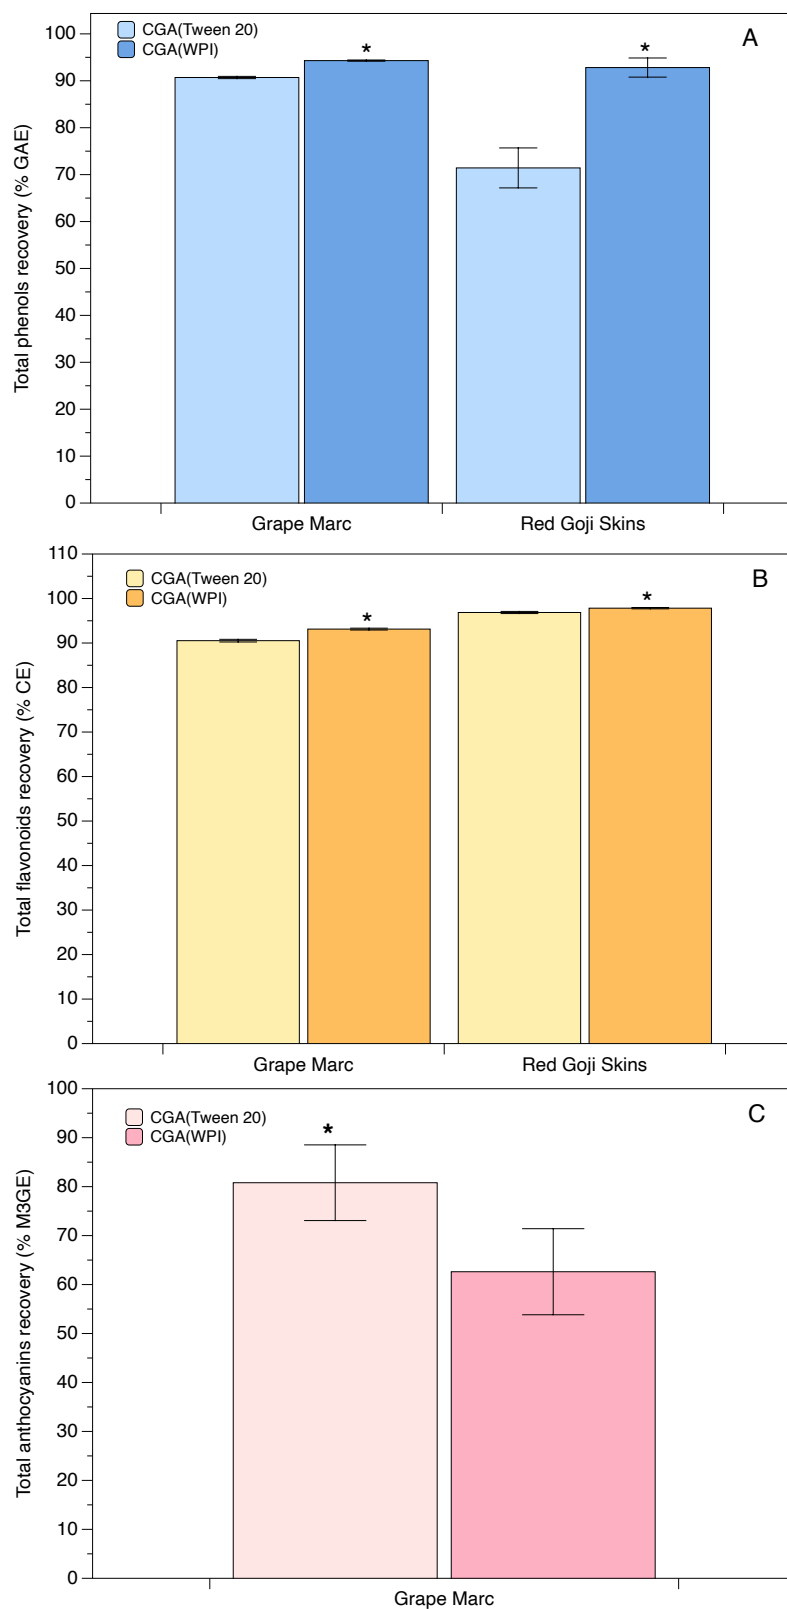 A
CGA(Tween 20)
CGA(WPI)
Total phenols recovery (% GAE)
100
90
80
70
60
50
40
30
20
10
0
*
*
Grape Marc
Red Goji Skins
B
CGA(Tween 20)
CGA(WPI)
Total flavonoids recovery (% CE)
110
100
90
80
70
60
50
40
30
20
10
0
*
*
Grape Marc
Red Goji Skins
C
CGA(Tween 20)
CGA(WPI)
Total anthocyanins recovery (% M3GE)
100
90
80
70
60
50
40
30
20
10
0
*
Grape Marc